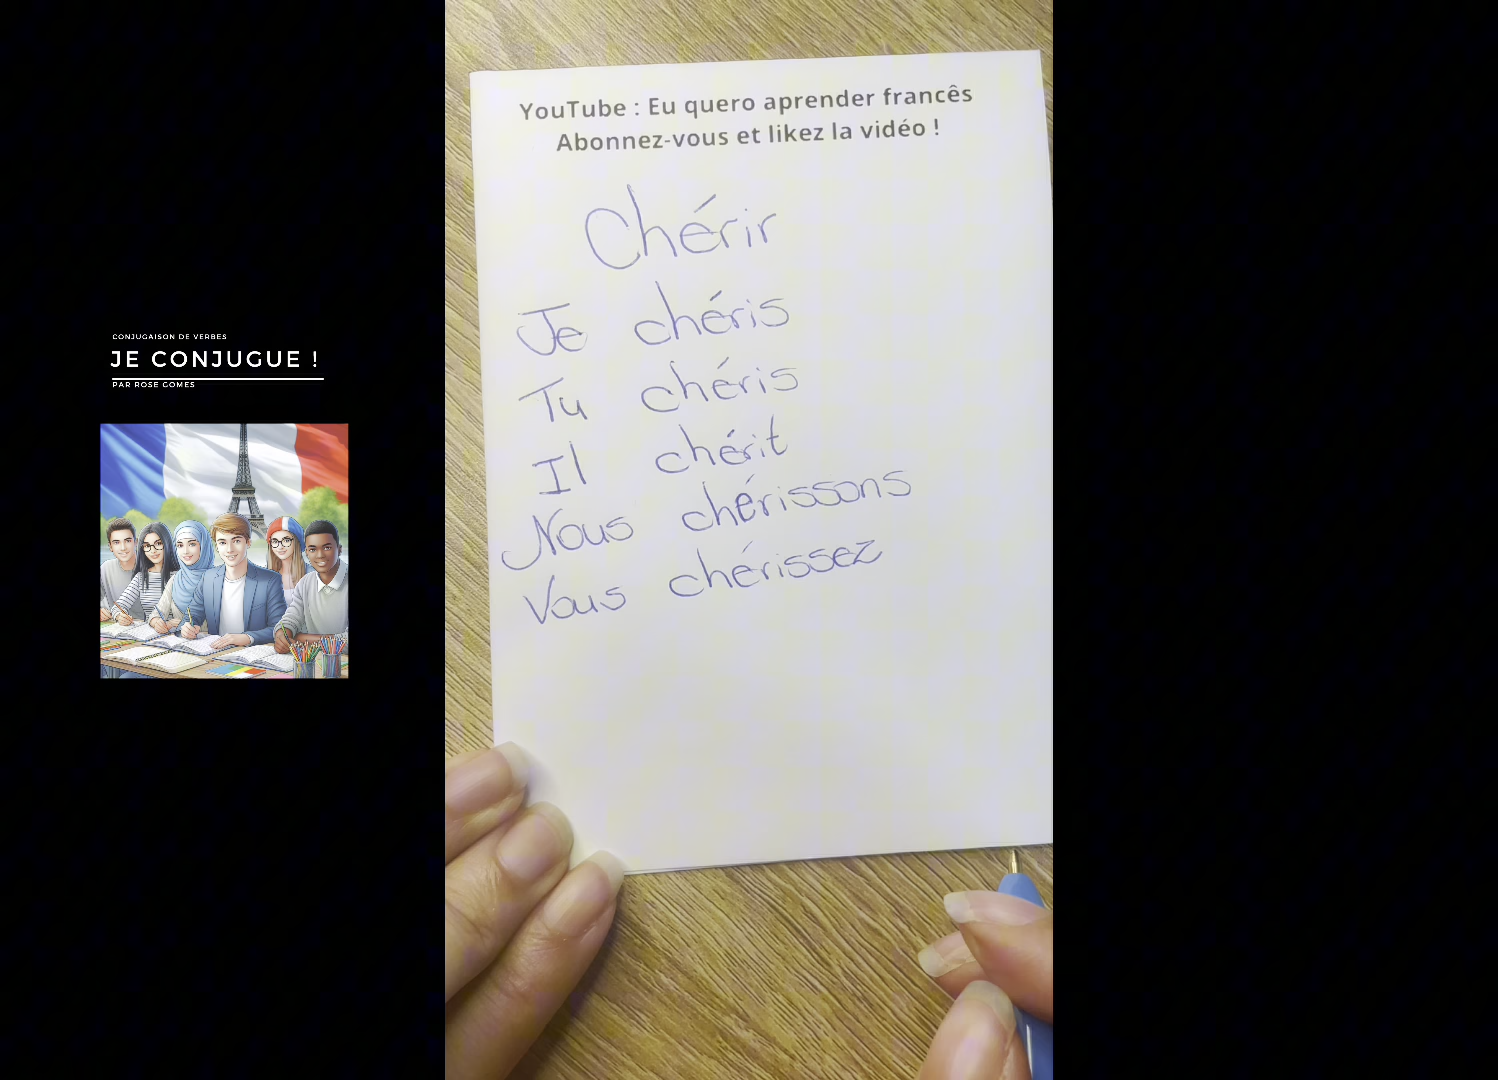 CONJUGAISON DE VERBES
JE CONJUGUE !
PAR ROSE GOMES
YouTube : Eu quero aprender francês
Abonnez-vous et likez la vidéo !
Chérir
Je chéris
Tu chéris
Il chérit
Nous chérissons
Vous chérissez